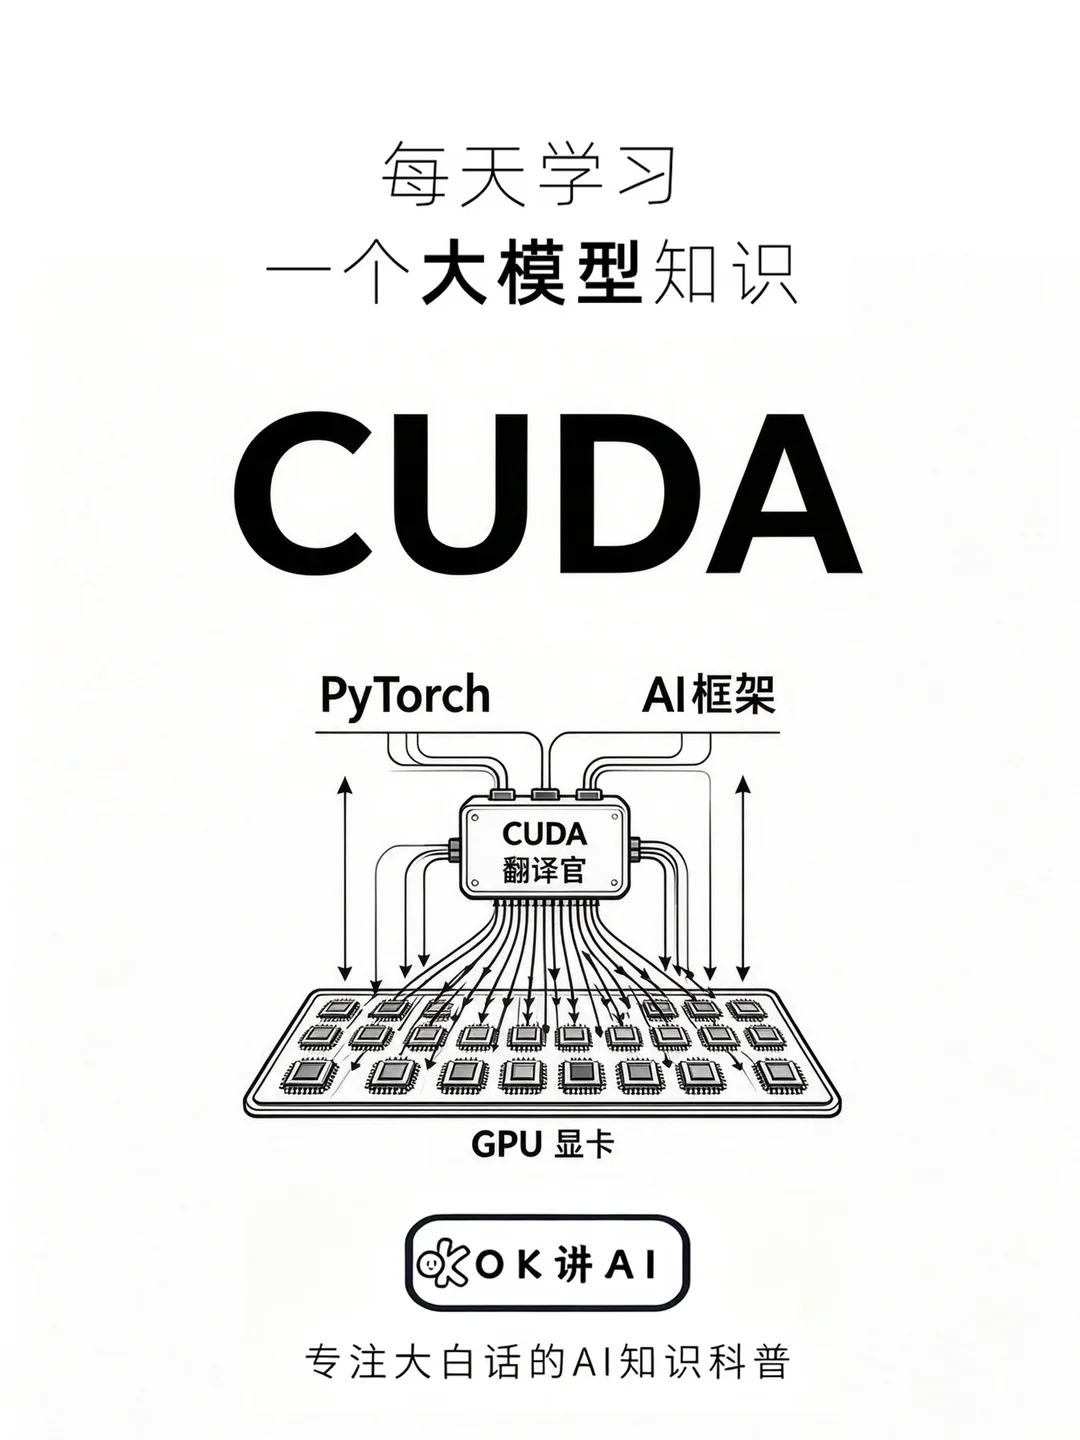 每天学习
一个大模型知识
CUDA
PyTorch
AI框架
CUDA
翻译官
GPU 显卡
OK OK讲AI
专注大白话的AI知识科普